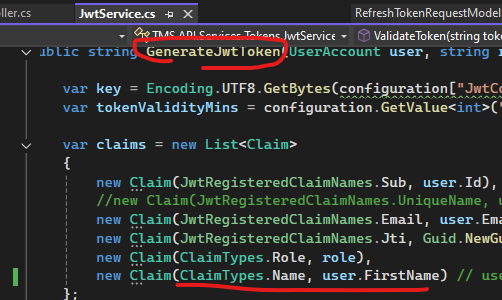 ller.cs
JwtService.cs
RefreshTokenRequestModel
TMS.API.Services.Tokens.JwtService
ValidateToken(string token
public string GenerateJwtToken(UserAccount user, string
var key = Encoding.UTF8.GetBytes(configuration["JwtCo
var tokenValidityMins = configuration.GetValue<int>("
var claims = new List<Claim>
{
new Claim(JwtRegisteredClaimNames.Sub, user.Id),
//new Claim(JwtRegisteredClaimNames.UniqueName, u
new Claim(JwtRegisteredClaimNames.Email, user.Ema
new Claim(JwtRegisteredClaimNames.Jti, Guid.NewGu
new Claim(ClaimTypes.Role, role),
new Claim(ClaimTypes.Name, user.FirstName) // use
};